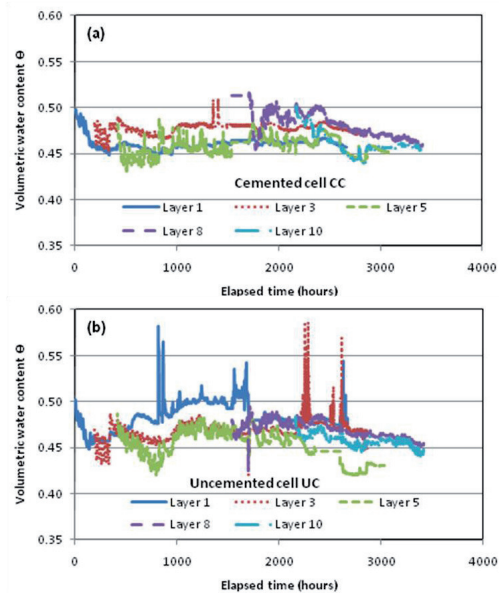 0.60
(a)
0.55
0.50
0.45
0.40
0.35
Volumetric water content Θ
Cemented cell CC
Layer 1
Layer 3
Layer 5
Layer 8
Layer 10
0
1000
2000
3000
4000
Elapsed time (hours)
0.60
(b)
0.55
0.50
0.45
0.40
0.35
Volumetric water content Θ
Uncemented cell UC
Layer 1
Layer 3
Layer 5
Layer 8
Layer 10
0
1000
2000
3000
4000
Elapsed time (hours)